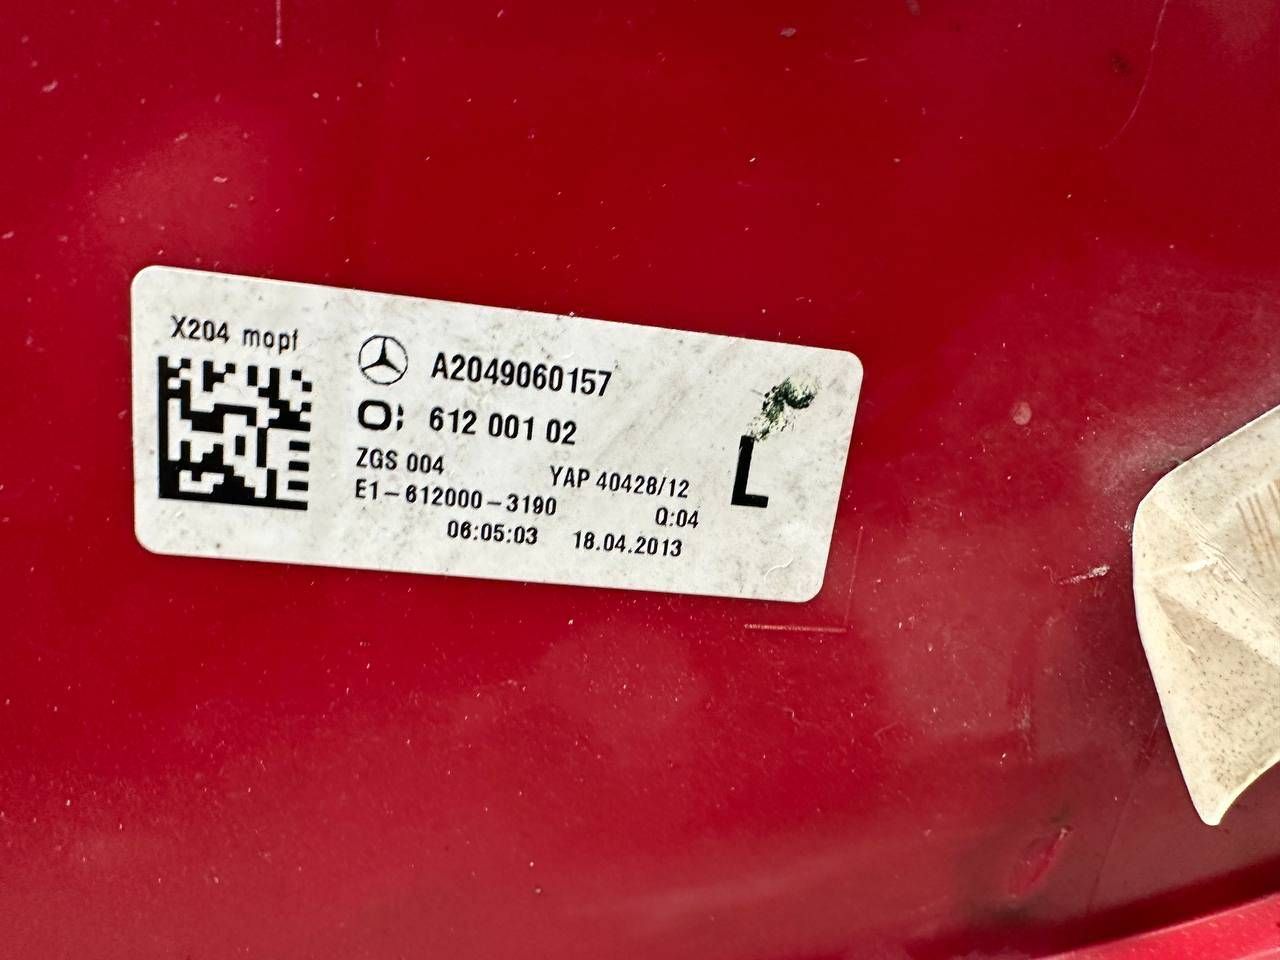 X204 mopf
A2049060157
612 001 02
ZGS 004
YAP 40428/12
L
E1-612000-3190
Q:04
06:05:03 18.04.2013